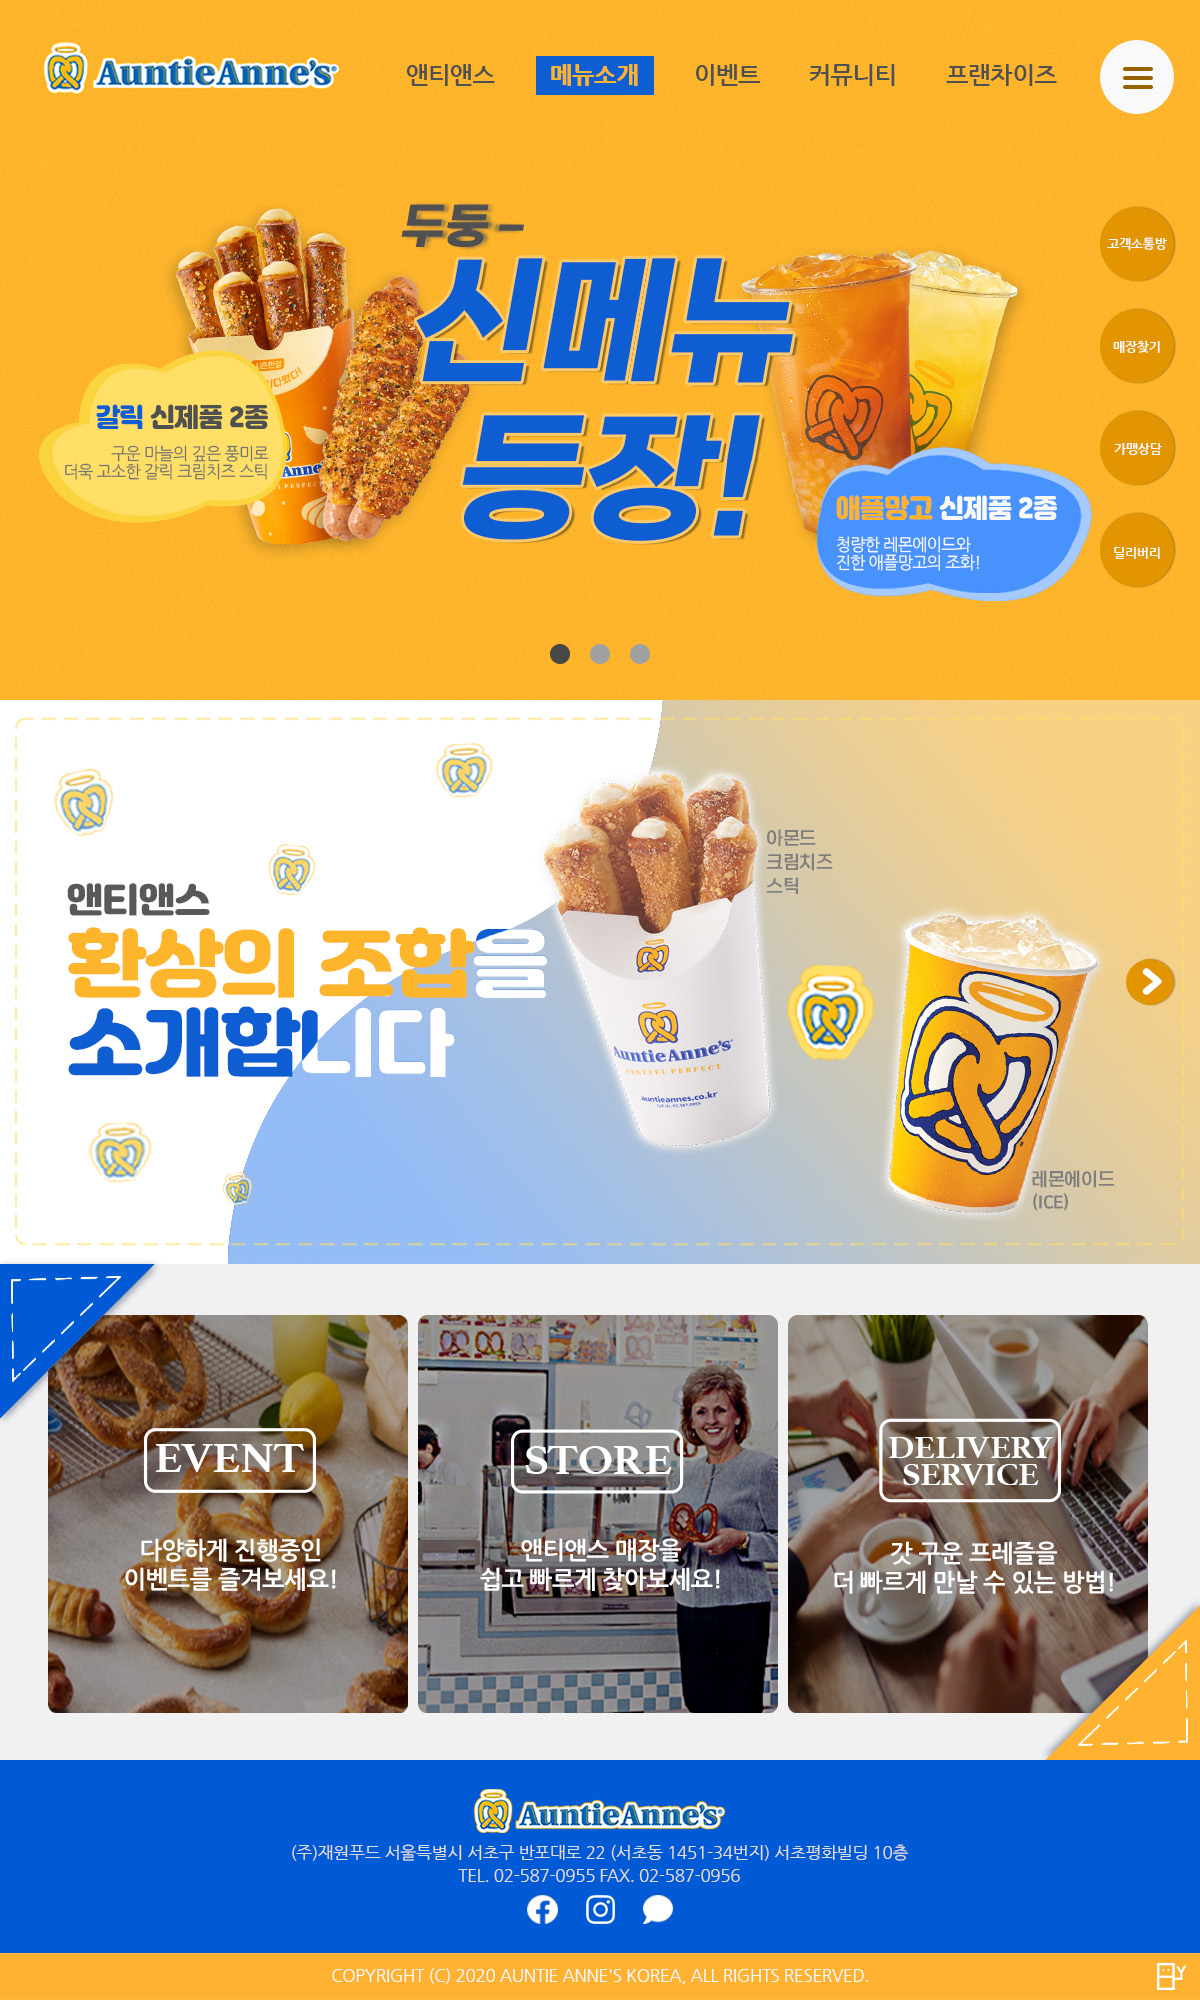 AuntieAnne's
앤티앤스 메뉴소개 이벤트 커뮤니티 프랜차이즈
두둥 –
신메뉴
등장!
갈릭 신제품 2종
구운 마늘의 깊은 풍미로
더욱 고소한 갈릭 크림치즈 스틱
애플망고 신제품 2종
청량한 레몬에이드와
진한 애플망고의 조화!
고객소통방
매장찾기
가맹상담
딜리버리
앤티앤스
환상의 조합을
소개합니다
아몬드
크림치즈
스틱
AuntieAnne's
PRETZEL PERFECT
auntieannes.co.kr
레몬에이드
(ICE)
EVENT
다양하게 진행중인
이벤트를 즐겨보세요!
STORE
앤티앤스 매장을
쉽고 빠르게 찾아보세요!
DELIVERY
SERVICE
갓 구운 프레즐을
더 빠르게 만날 수 있는 방법!
AuntieAnne's
(주)재원푸드 서울특별시 서초구 반포대로 22 (서초동 1451-34번지) 서초평화빌딩 10층
TEL. 02-587-0955 FAX. 02-587-0956
COPYRIGHT (C) 2020 AUNTIE ANNE'S KOREA, ALL RIGHTS RESERVED.